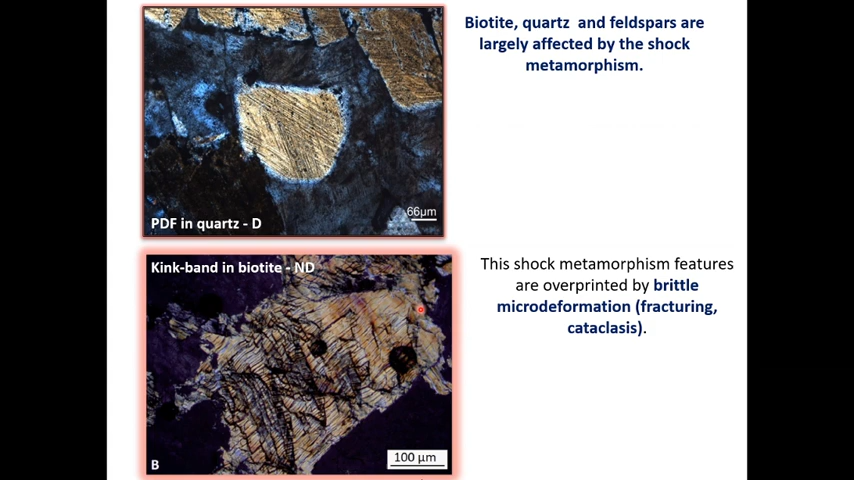 Biotite, quartz and feldspars are
largely affected by the shock
metamorphism.
66µm
PDF in quartz - D
Kink-band in biotite - ND
This shock metamorphism features
are overprinted by brittle
microdeformation (fracturing,
cataclasis).
100 µm
B